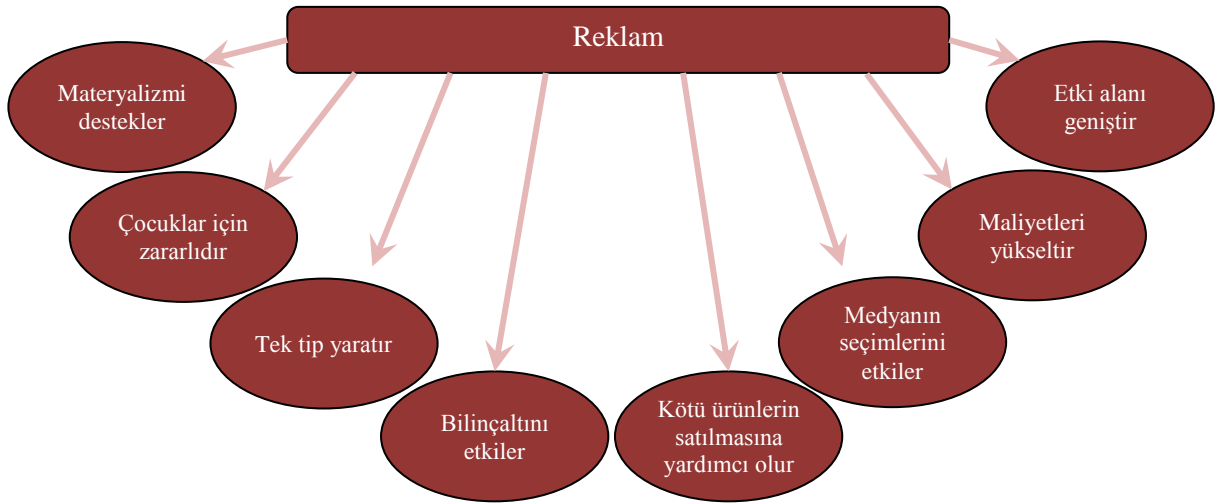 Reklam
Materyalizmi
destekler
Çocuklar için
zararlıdır
Tek tip yaratır
Bilinçaltını
etkiler
Kötü ürünlerin
satılmasına
yardımcı olur
Medyanın
seçimlerini
etkiler
Maliyetleri
yükseltir
Etki alanı
geniştir